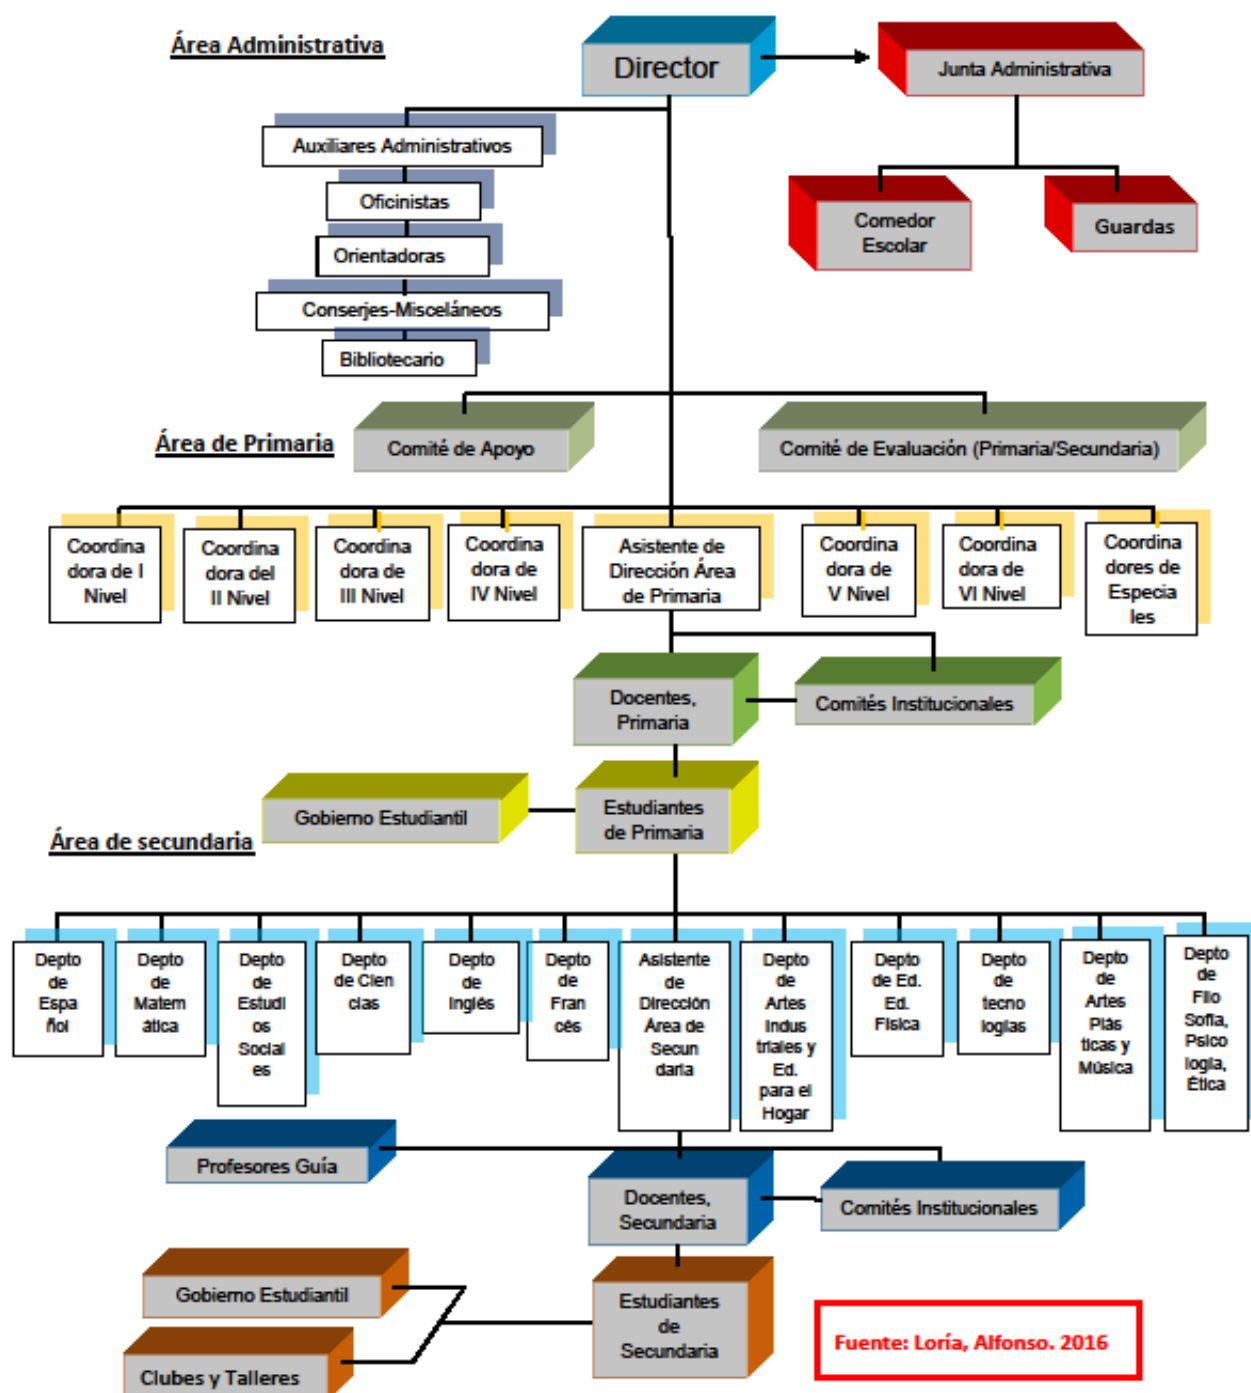 Área Administrativa
Director
Junta Administrativa
Auxiliares Administrativos
Oficinistas
Orientadoras
Conserjes-Misceláneos
Bibliotecario
Comedor
Escolar
Guardas
Área de Primaria
Comité de Apoyo
Comité de Evaluación (Primaria/Secundaria)
Coordina
dora de I
Nivel
Coordina
dora del
II Nivel
Coordina
dora de
III Nivel
Coordina
dora de
IV Nivel
Asistente de
Dirección Área
de Primaria
Coordina
dora de
V Nivel
Coordina
dora de
VI Nivel
Coordina
dores de
Especia
les
Docentes,
Primaria
Comités Institucionales
Gobierno Estudiantil
Estudiantes
de Primaria
Área de secundaria
Depto
de
Espa
ñol
Depto
de
Matem
ática
Depto
de
Estudi
os
Social
es
Depto
de Cien
cias
Depto
de
Inglés
Depto
de
Fran
cés
Asistente
de
Dirección
Área de
Secun
daria
Depto
de
Artes
Indus
triales y
Ed.
para el
Hogar
Depto
de Ed.
Ed.
Física
Depto
de
tecno
logías
Depto
de
Artes
Plás
ticas y
Música
Depto
de
Filo
Sofía,
Psico
logía,
Ética
Profesores Guía
Docentes,
Secundaria
Comités Institucionales
Gobierno Estudiantil
Clubes y Talleres
Estudiantes
de
Secundaria
Fuente: Loría, Alfonso. 2016